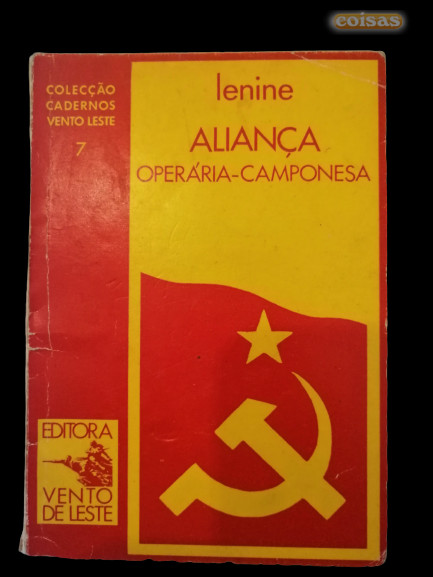 coisas
COLECÇÃO
CADERNOS
VENTO LESTE
7
lenine
ALIANÇA
OPERÁRIA-CAMPONESA
EDITORA
VENTO
DE LESTE